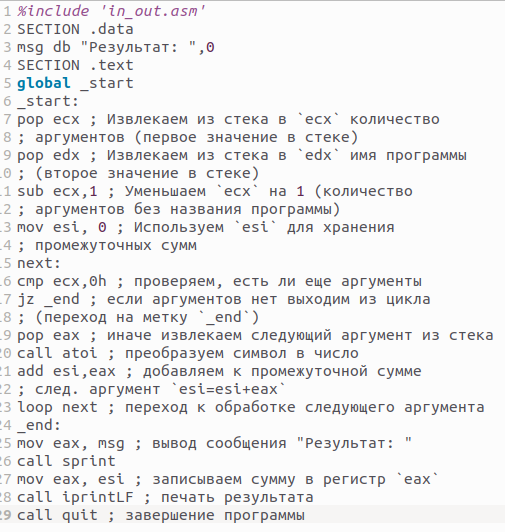 1 %include 'in_out.asm'
2 SECTION .data
3 msg db "Результат: ",0
4 SECTION .text
5 global _start
6 _start:
7 pop ecx ; Извлекаем из стека в `ecx` количество
8 ; аргументов (первое значение в стеке)
9 pop edx ; Извлекаем из стека в `edx` имя программы
0 ; (второе значение в стеке)
1 sub ecx,1 ; Уменьшаем `ecx` на 1 (количество
2 ; аргументов без названия программы)
3 mov esi, 0 ; Используем `esi` для хранения
4 ; промежуточных сумм
5 next:
6 cmp ecx,0h ; проверяем, есть ли еще аргументы
7 jz _end ; если аргументов нет выходим из цикла
8 ; (переход на метку `_end`)
9 pop eax ; иначе извлекаем следующий аргумент из стека
20 call atoi ; преобразуем символ в число
21 add esi,eax ; добавляем к промежуточной сумме
22 ; след. аргумент `esi=esi+eax`
23 loop next ; переход к обработке следующего аргумента
24 _end:
25 mov eax, msg ; вывод сообщения "Результат: "
26 call sprint
27 mov eax, esi ; записываем сумму в регистр `eax`
28 call iprintLF ; печать результата
29 call quit ; завершение программы